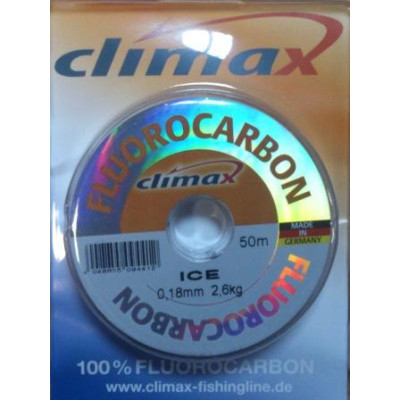 climax
FLUOROCARBON
climax
50m
MADE
IN
GERMANY
ICE
0,18mm 2,6kg
FLUOROCARBON
100% FLUOROCARBON
www.climax-fishingline.de